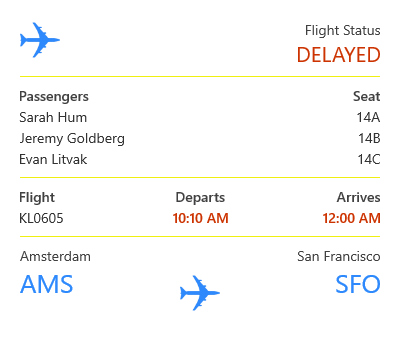 Flight Status
DELAYED
Passengers Seat
Sarah Hum 14A
Jeremy Goldberg 14B
Evan Litvak 14C
Flight Departs Arrives
KL0605 10:10 AM 12:00 AM
Amsterdam San Francisco
AMS SFO